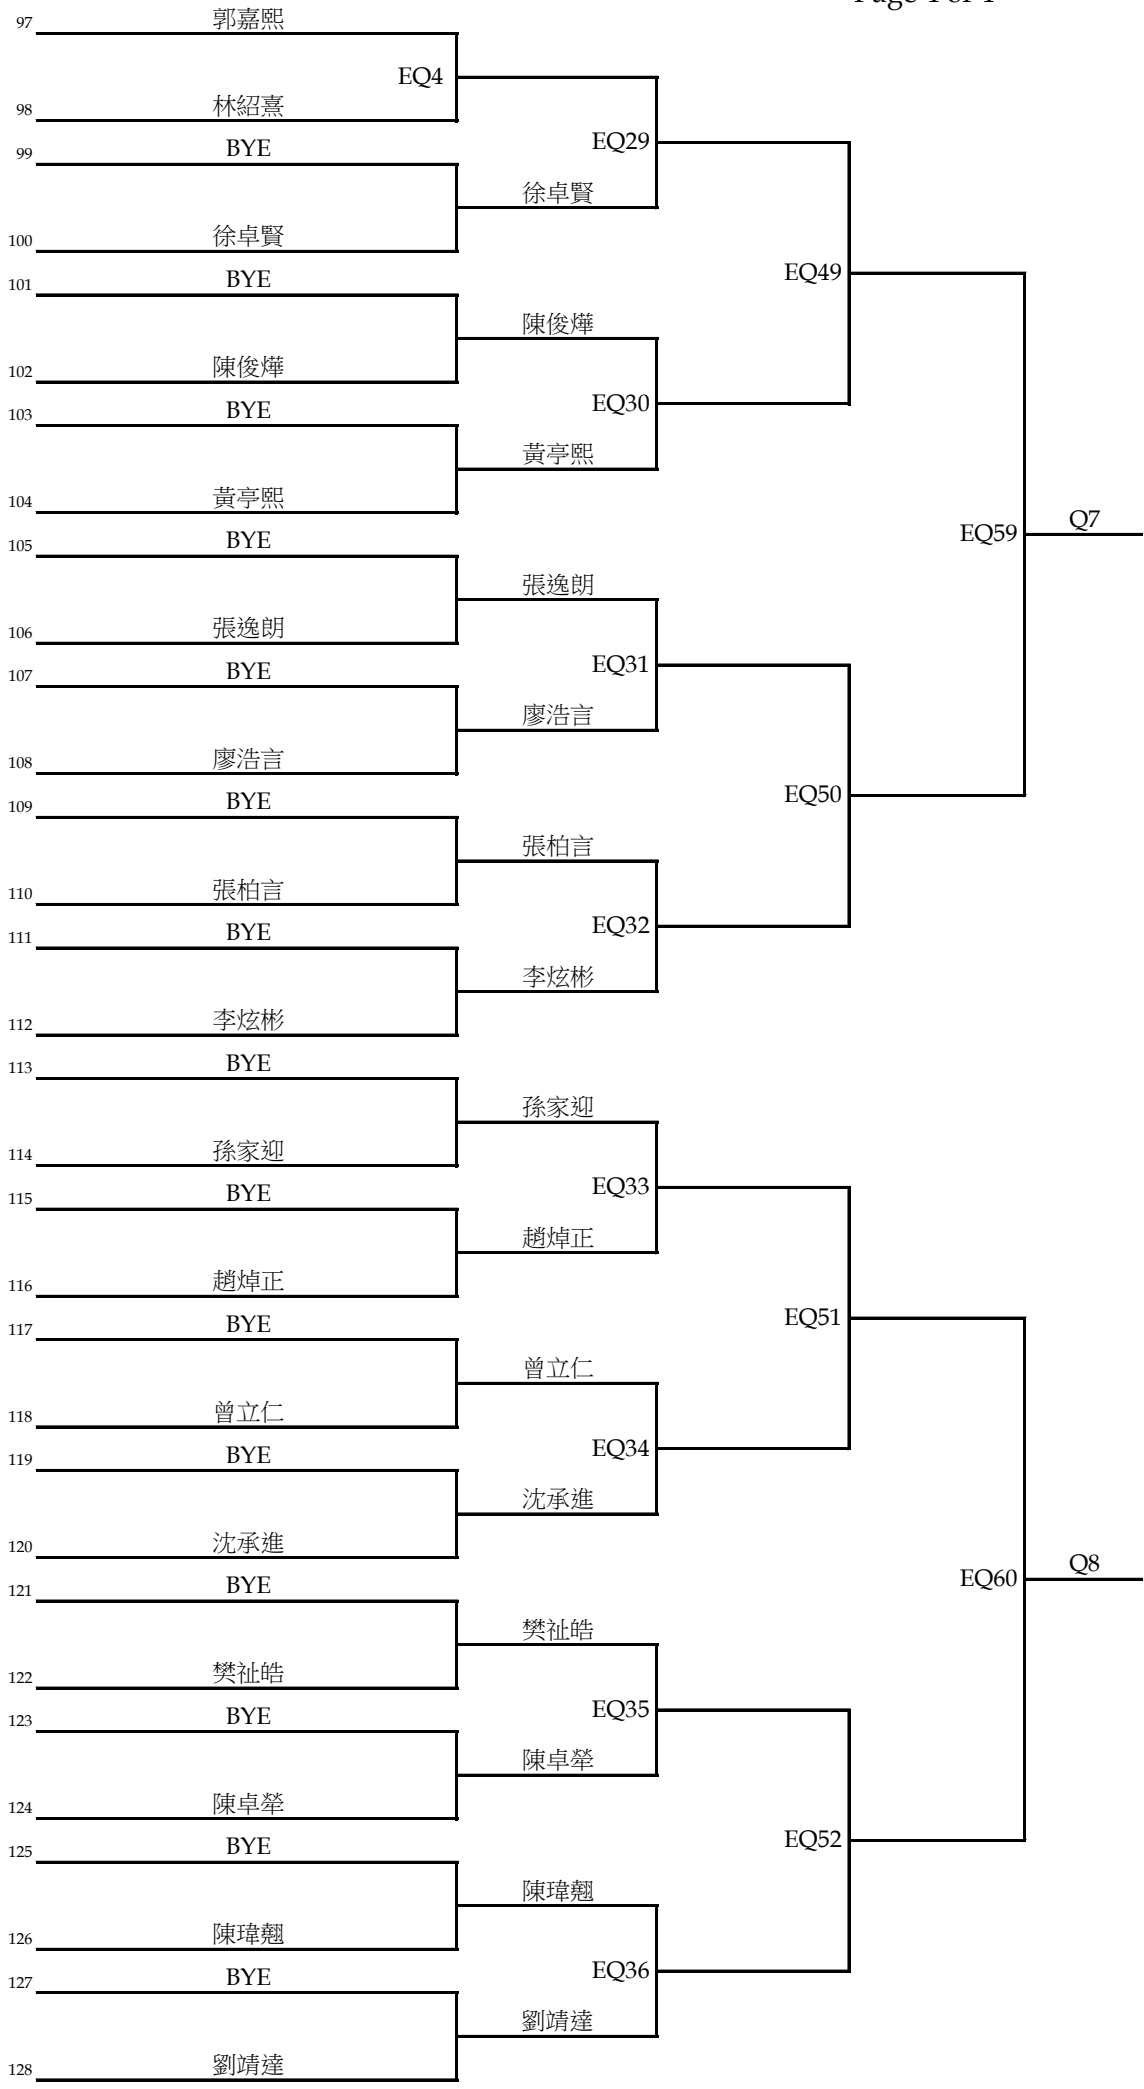 Page 4 of 4
97 郭嘉熙
EQ4
98 林紹熹
EQ29
99 BYE
徐卓賢
100 徐卓賢
EQ49
101 BYE
陳俊燁
102 陳俊燁
EQ30
103 BYE
黃亭熙
104 黃亭熙
EQ59 Q7
105 BYE
張逸朗
106 張逸朗
EQ31
107 BYE
廖浩言
108 廖浩言
EQ50
109 BYE
張柏言
110 張柏言
EQ32
111 BYE
李炫彬
112 李炫彬
113 BYE
孫家迎
114 孫家迎
EQ33
115 BYE
趙焯正
116 趙焯正
EQ51
117 BYE
曾立仁
118 曾立仁
EQ34
119 BYE
沈承進
120 沈承進
EQ60 Q8
121 BYE
樊祉皓
122 樊祉皓
EQ35
123 BYE
陳卓犖
124 陳卓犖
EQ52
125 BYE
陳瑋翹
126 陳瑋翹
EQ36
127 BYE
劉靖達
128 劉靖達